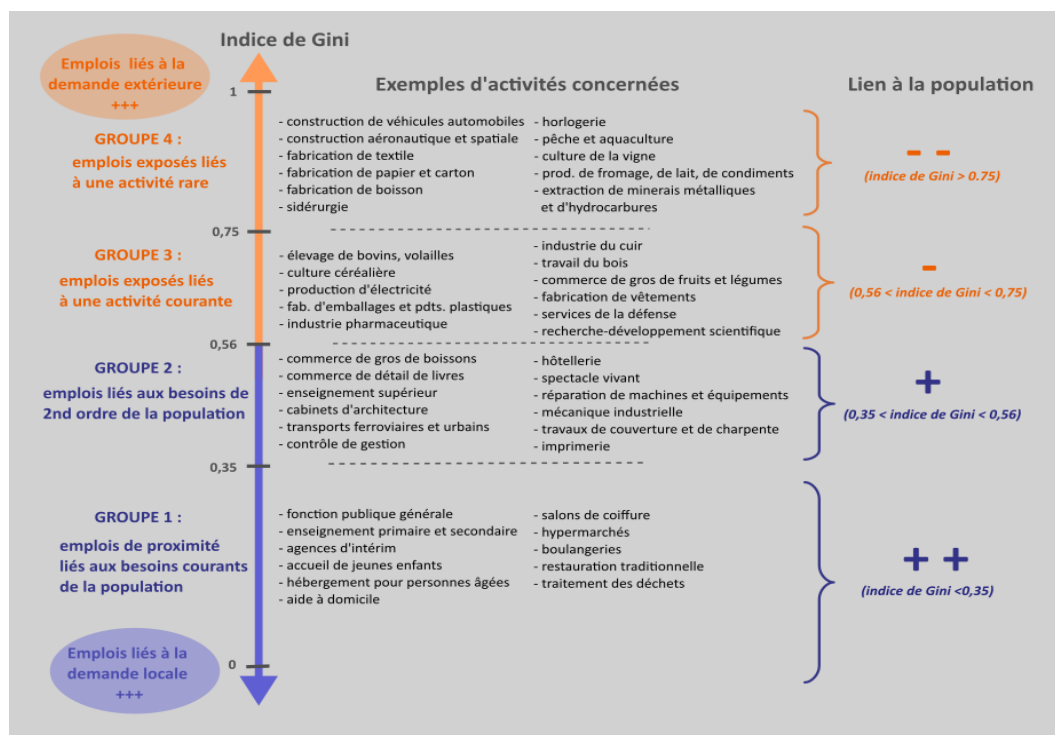 Indice de Gini
Emplois liés à la
demande extérieure
+++
Exemples d'activités concernées
Lien à la population
1
GROUPE 4 :
emplois exposés liés
à une activité rare
- construction de véhicules automobiles
- construction aéronautique et spatiale
- fabrication de textile
- fabrication de papier et carton
- fabrication de boisson
- sidérurgie
- horlogerie
- pêche et aquaculture
- culture de la vigne
- prod. de fromage, de lait, de condiments
- extraction de minerais métalliques
et d'hydrocarbures
- -
(indice de Gini > 0.75)
0,75
GROUPE 3 :
emplois exposés liés
à une activité courante
- élevage de bovins, volailles
- culture céréalière
- production d'électricité
- fab. d'emballages et pdts. plastiques
- industrie pharmaceutique
- industrie du cuir
- travail du bois
- commerce de gros de fruits et légumes
- fabrication de vêtements
- services de la défense
- recherche-développement scientifique
-
(0,56 < indice de Gini < 0,75)
0,56
GROUPE 2 :
emplois liés aux besoins de
2nd ordre de la population
- commerce de gros de boissons
- commerce de détail de livres
- enseignement supérieur
- cabinets d'architecture
- transports ferroviaires et urbains
- contrôle de gestion
- hôtellerie
- spectacle vivant
- réparation de machines et équipements
- mécanique industrielle
- travaux de couverture et de charpente
- imprimerie
+
(0,35 < indice de Gini < 0,56)
0,35
GROUPE 1 :
emplois de proximité
liés aux besoins courants
de la population
- fonction publique générale
- enseignement primaire et secondaire
- agences d'intérim
- accueil de jeunes enfants
- hébergement pour personnes âgées
- aide à domicile
- salons de coiffure
- hypermarchés
- boulangeries
- restauration traditionnelle
- traitement des déchets
+ +
(indice de Gini <0,35)
Emplois liés à la
demande locale
+++
0